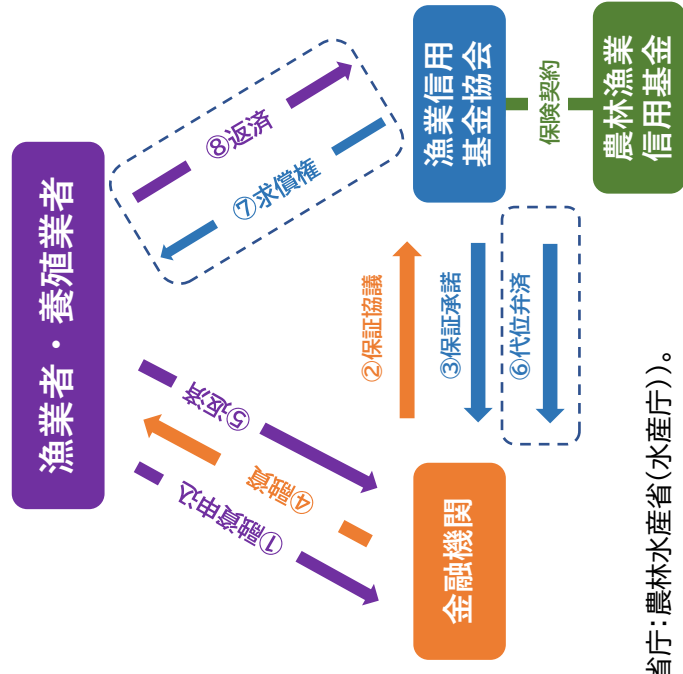 漁業者・養殖業者
①融資申込
④融資
⑤返済
⑦求償権
⑧返済
金融機関
②保証協議
③保証承諾
⑥代位弁済
漁業信用
基金協会
保険契約
農林漁業
信用基金
省庁：農林水産省（水産庁））。